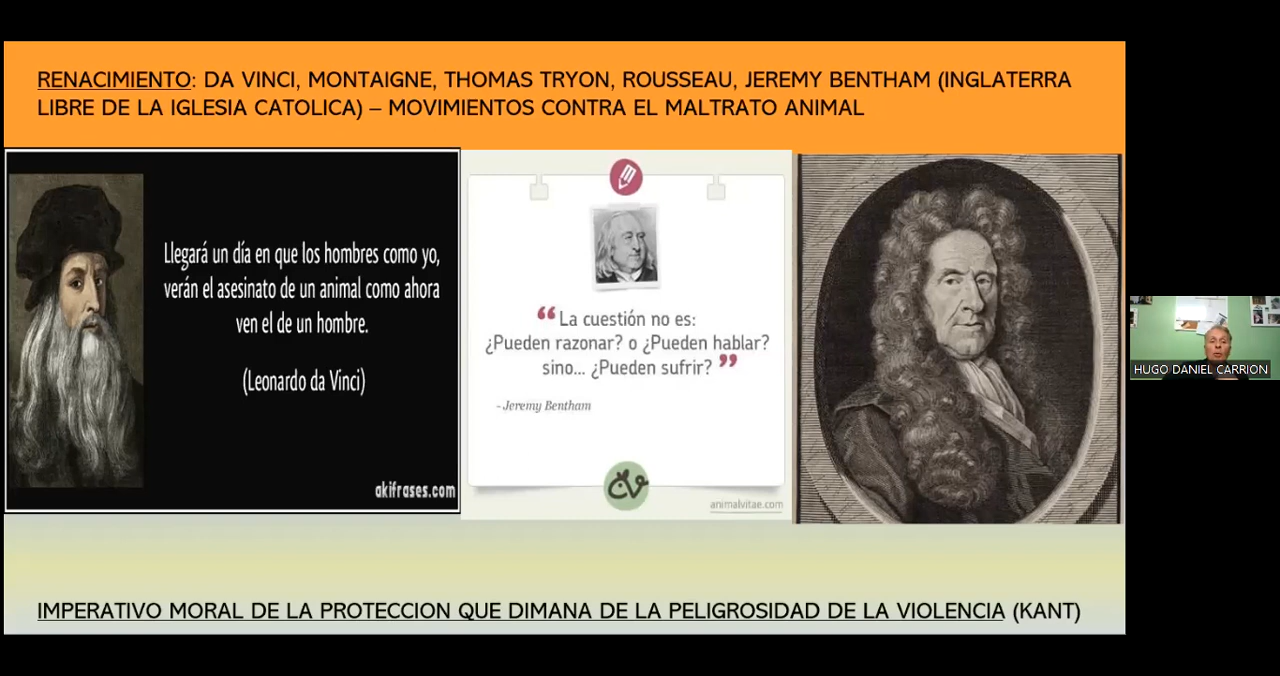 RENACIMIENTO: DA VINCI, MONTAIGNE, THOMAS TRYON, ROUSSEAU, JEREMY BENTHAM (INGLATERRA
LIBRE DE LA IGLESIA CATOLICA) – MOVIMIENTOS CONTRA EL MALTRATO ANIMAL
Llegará un día en que los hombres como yo,
verán el asesinato de un animal como ahora
ven el de un hombre.
(Leonardo da Vinci)
akifrases.com
“La cuestión no es:
¿Pueden razonar? o ¿Pueden hablar?
sino... ¿Pueden sufrir? ”
- Jeremy Bentham
animalvitae.com
HUGO DANIEL CARRION
IMPERATIVO MORAL DE LA PROTECCION QUE DIMANA DE LA PELIGROSIDAD DE LA VIOLENCIA (KANT)